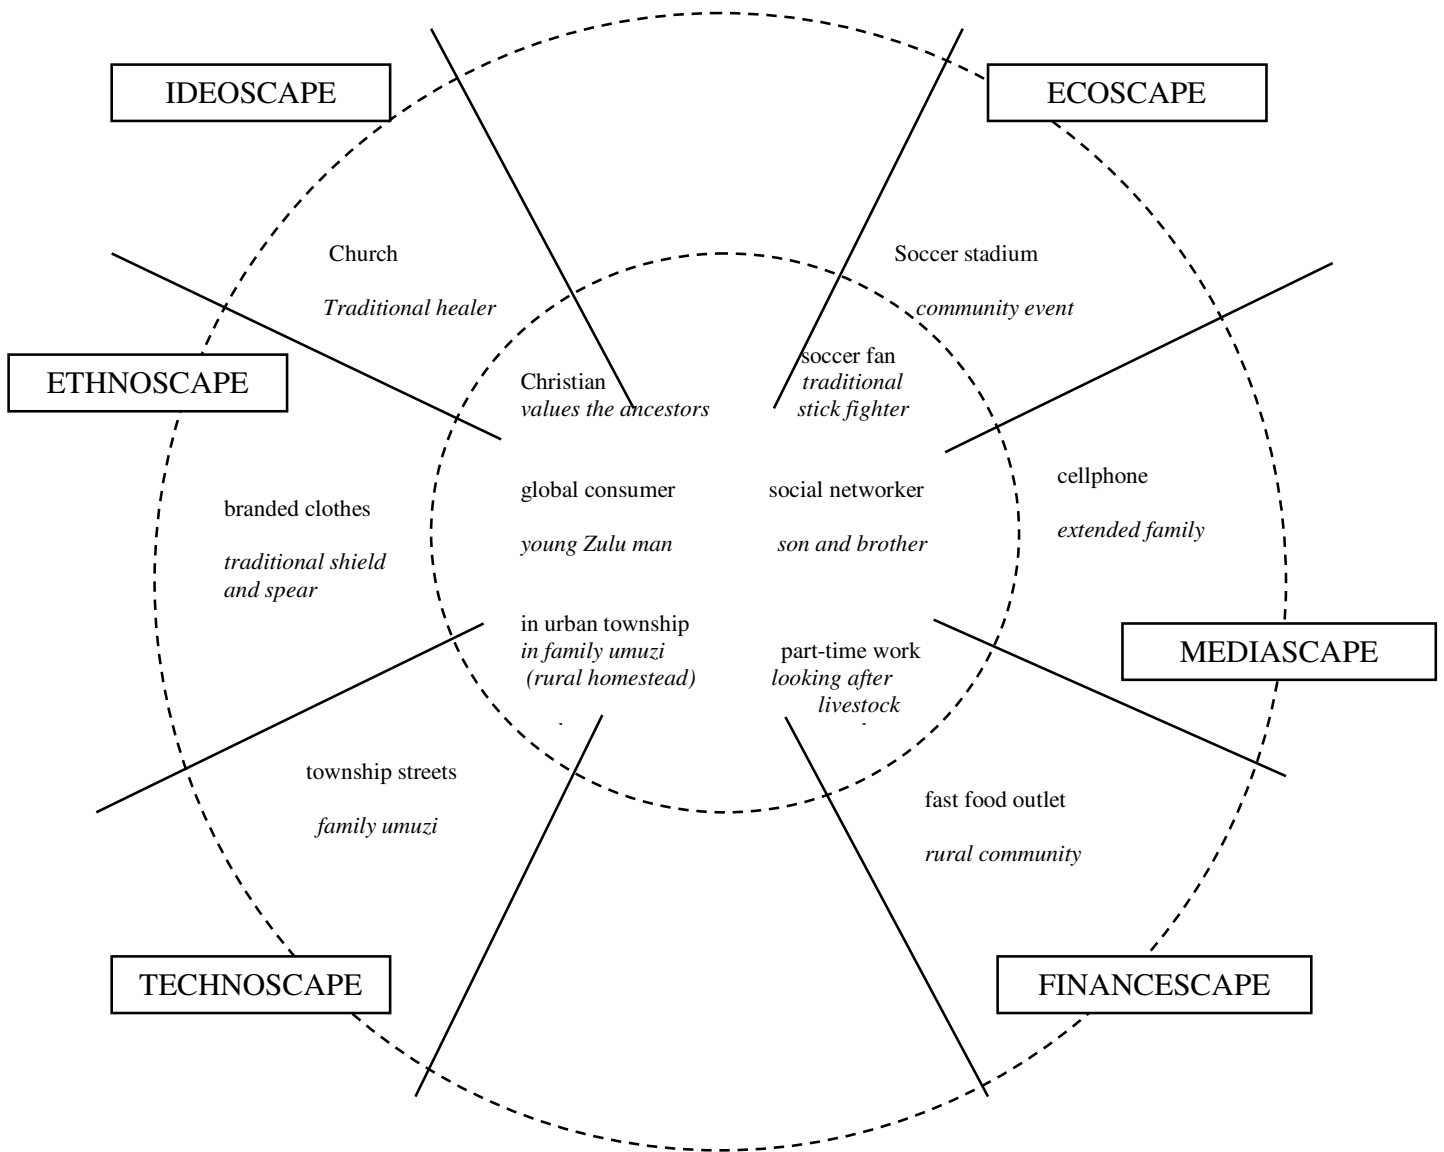 IDEOSCAPE
ECOSCAPE
Church
Traditional healer
Soccer stadium
community event
ETHNOSCAPE
Christian
values the ancestors
soccer fan
traditional
stick fighter
branded clothes
traditional shield
and spear
global consumer
young Zulu man
social networker
son and brother
cellphone
extended family
in urban township
in family umuzi
(rural homestead)
part-time work
looking after
livestock
MEDIASCAPE
township streets
family umuzi
fast food outlet
rural community
TECHNOSCAPE
FINANCESCAPE